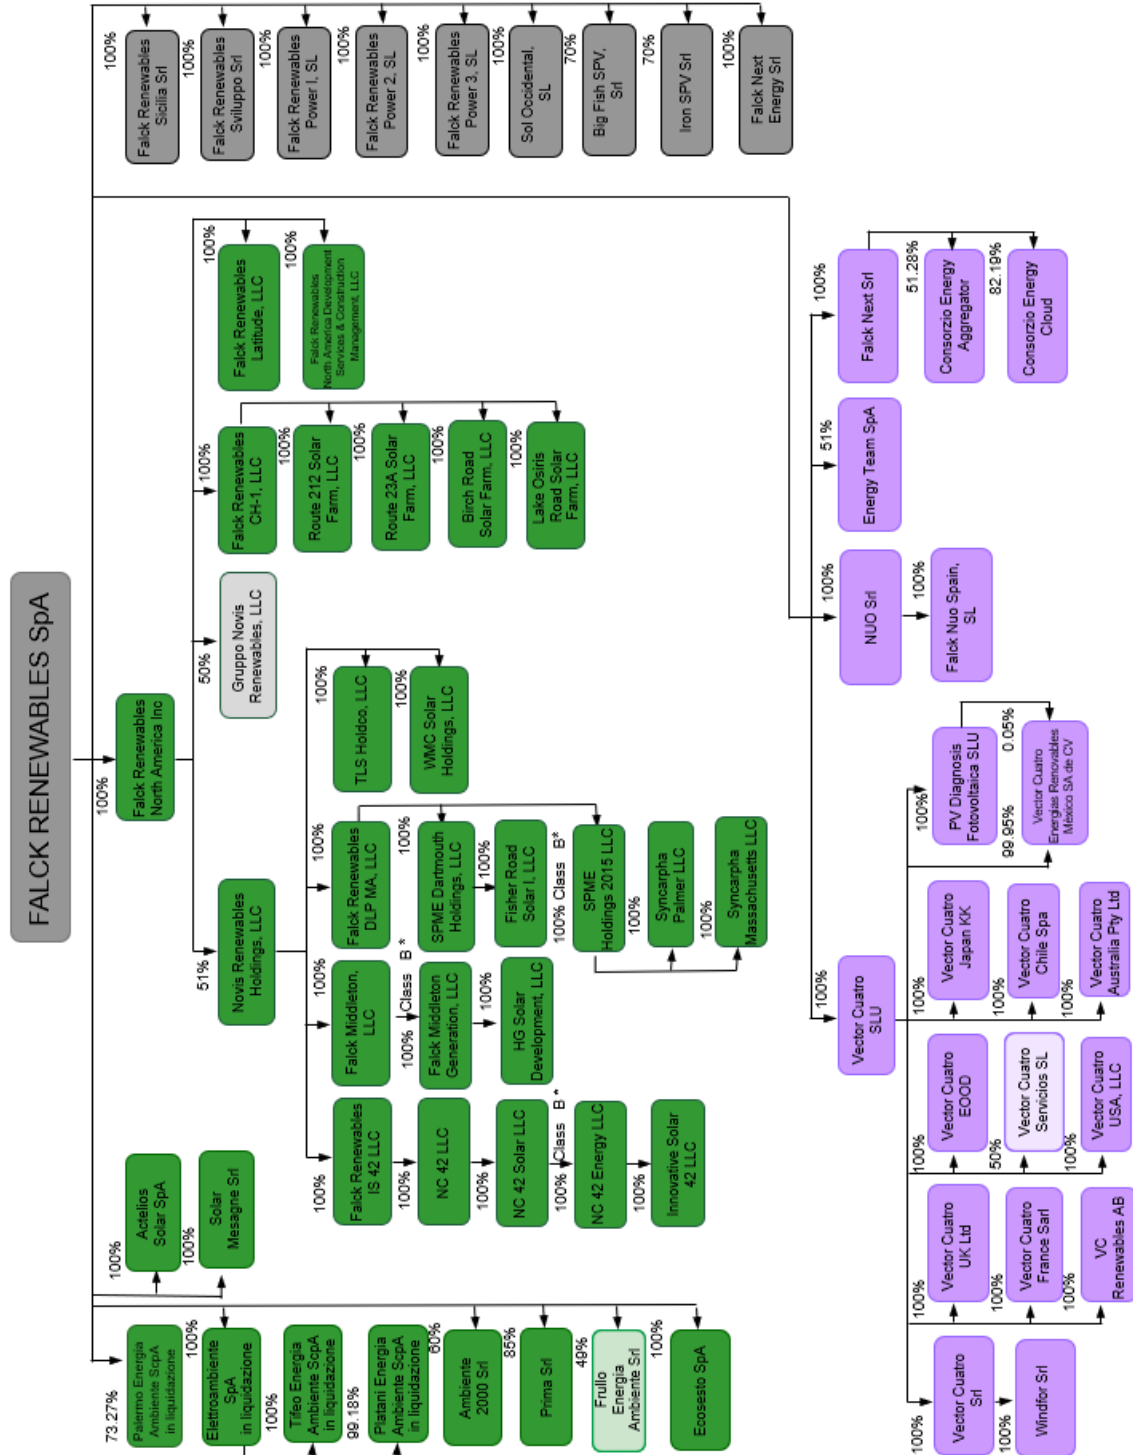 FALCK RENEWABLES SpA
100%
Falck Renewables
North America Inc
51%
Novis Renewables
Holdings, LLC
50%
Gruppo Novis
Renewables, LLC
100%
Falck Renewables
CH-1, LLC
100%
Route 212 Solar
Farm, LLC
100%
Route 23A Solar
Farm, LLC
100%
Birch Road
Solar Farm, LLC
100%
Lake Osiris
Road Solar
Farm, LLC
100%
Falck Renewables
Latitude, LLC
100%
Falck Renewables
North America Development
Services & Construction
Management, LLC
100%
Falck Renewables
IS 42 LLC
100%
NC 42 LLC
100%
NC 42 Solar LLC
100% Class B*
NC 42 Energy LLC
100%
Innovative Solar
42 LLC
100%
Falck Middleton,
LLC
100% Class B*
Falck Middleton
Generation, LLC
100%
HG Solar
Development, LLC
100%
Falck Renewables
DLP MA, LLC
100%
SPME Dartmouth
Holdings, LLC
100%
Fisher Road
Solar I, LLC
100% Class B*
SPME
Holdings 2015 LLC
100%
Syncarpha
Palmer LLC
100%
Syncarpha
Massachusetts LLC
100%
TLS Holdco, LLC
100%
WMC Solar
Holdings, LLC
73.27%
Palermo Energia
Ambiente ScpA
in liquidazione
100%
Elettroambiente
SpA
in liquidazione
100%
Tifeo Energia
Ambiente ScpA
in liquidazione
99.18%
Platani Energia
Ambiente ScpA
in liquidazione
60%
Ambiente
2000 Srl
85%
Prima Srl
49%
Frullo
Energia
Ambiente Srl
100%
Ecosesto SpA
100%
Actelios
Solar SpA
100%
Solar
Mesagne Srl
100%
Falck Renewables
Sicilia Srl
100%
Falck Renewables
Sviluppo Srl
100%
Falck Renewables
Power I, SL
100%
Falck Renewables
Power 2, SL
100%
Falck Renewables
Power 3, SL
100%
Sol Occidental,
SL
70%
Big Fish SPV,
Srl
70%
Iron SPV Srl
100%
Falck Next
Energy Srl
100%
Vector Cuatro
SLU
100%
NUO Srl
100%
Falck Nuo Spain,
SL
51%
Energy Team SpA
100%
Falck Next Srl
51.28%
Consorzio Energy
Aggregator
82.19%
Consorzio Energy
Cloud
100%
Vector Cuatro
Srl
100%
Windfor Srl
100%
Vector Cuatro
UK Ltd
100%
Vector Cuatro
France Sarl
100%
VC
Renewables AB
100%
Vector Cuatro
EOOD
50%
Vector Cuatro
Servicios SL
100%
Vector Cuatro
USA, LLC
100%
Vector Cuatro
Japan KK
100%
Vector Cuatro
Chile Spa
100%
Vector Cuatro
Australia Pty Ltd
100%
PV Diagnosis
Fotovoltaica SLU
99.95% 0.05%
Vector Cuatro
Energías Renovables
México SA de CV